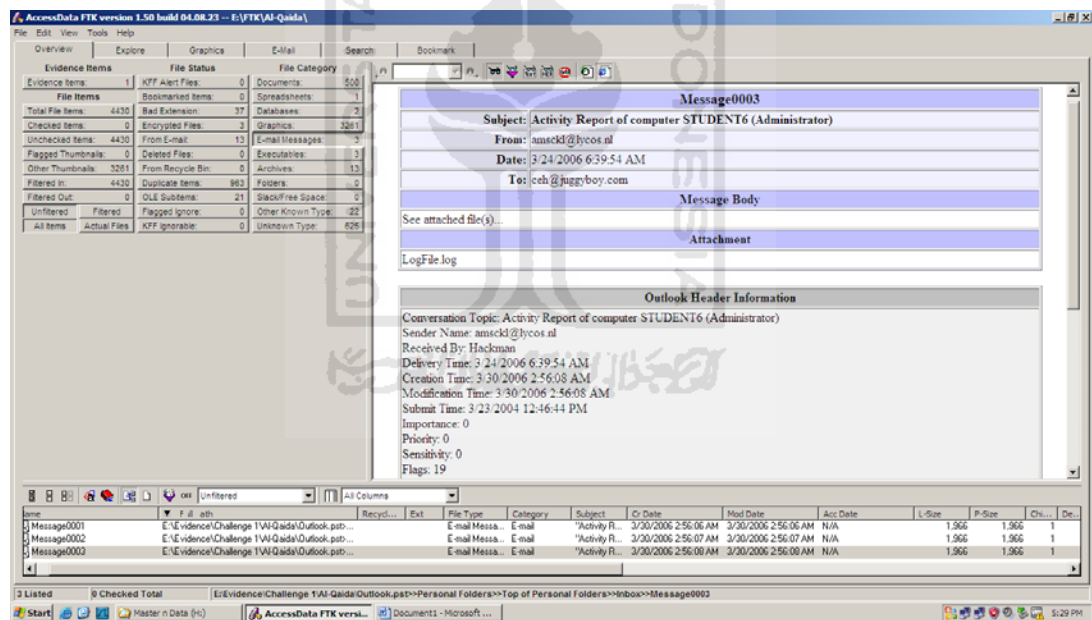 AccessData FTK version 1.50 build 04.08.23 -- E:\FTK\Al-Qaida\
File Edit View Tools Help
Overview Explore Graphics E-Mail Search Bookmark
Evidence Items File Status File Category
Evidence Items: 1 KFF Alert Files: 0 Documents: 500
File Items Bookmarked Items: 0 Spreadsheets: 1
Total File Items: 4430 Bad Extension: 37 Databases: 2
Checked Items: 0 Encrypted Files: 3 Graphics: 3261
Unchecked Items: 4430 From E-mail: 13 E-mail Messages: 3
Flagged Thumbnails: 0 Deleted Files: 0 Executables: 3
Other Thumbnails: 3261 From Recycle Bin: 0 Archives: 13
Filtered In: 4430 Duplicate Items: 963 Folders: 0
Filtered Out: 0 OLE Subitems: 21 Slack/Free Space: 0
Unfiltered Filtered Flagged Ignore: 0 Other Known Type: 22
All Items Actual Files KFF Ignorable: 0 Unknown Type: 625
Message0003
Subject: Activity Report of computer STUDENT6 (Administrator)
From: amsckl@lycos.nl
Date: 3/24/2006 6:39:54 AM
To: ceh@juggyboy.com
Message Body
See attached file(s)...
Attachment
LogFile.log
Outlook Header Information
Conversation Topic: Activity Report of computer STUDENT6 (Administrator)
Sender Name: amsckl@lycos.nl
Received By: Hackman
Delivery Time: 3/24/2006 6:39:54 AM
Creation Time: 3/30/2006 2:56:08 AM
Modification Time: 3/30/2006 2:56:08 AM
Submit Time: 3/23/2004 12:46:44 PM
Importance: 0
Priority: 0
Sensitivity: 0
Flags: 19
OFF Unfiltered All Columns
ame F il ath Recycl... Ext File Type Category Subject Cr Date Mod Date Acc Date L-Size P-Size Chi... De...
Message0001 E:\Evidence\Challenge 1\Al-Qaida\Outlook.pst>... E-mail Messa... E-mail "Activity R... 3/30/2006 2:56:06 AM 3/30/2006 2:56:06 AM N/A 1,966 1,966 1
Message0002 E:\Evidence\Challenge 1\Al-Qaida\Outlook.pst>... E-mail Messa... E-mail "Activity R... 3/30/2006 2:56:07 AM 3/30/2006 2:56:07 AM N/A 1,966 1,966 1
Message0003 E:\Evidence\Challenge 1\Al-Qaida\Outlook.pst>... E-mail Messa... E-mail "Activity R... 3/30/2006 2:56:08 AM 3/30/2006 2:56:08 AM N/A 1,966 1,966 1
3 Listed 0 Checked Total E:\Evidence\Challenge 1\Al-Qaida\Outlook.pst>>Personal Folders>>Top of Personal Folders>>Inbox>>Message0003
Start Master n Data (H:) AccessData FTK versi... Document1 - Microsoft ... 5:29 PM